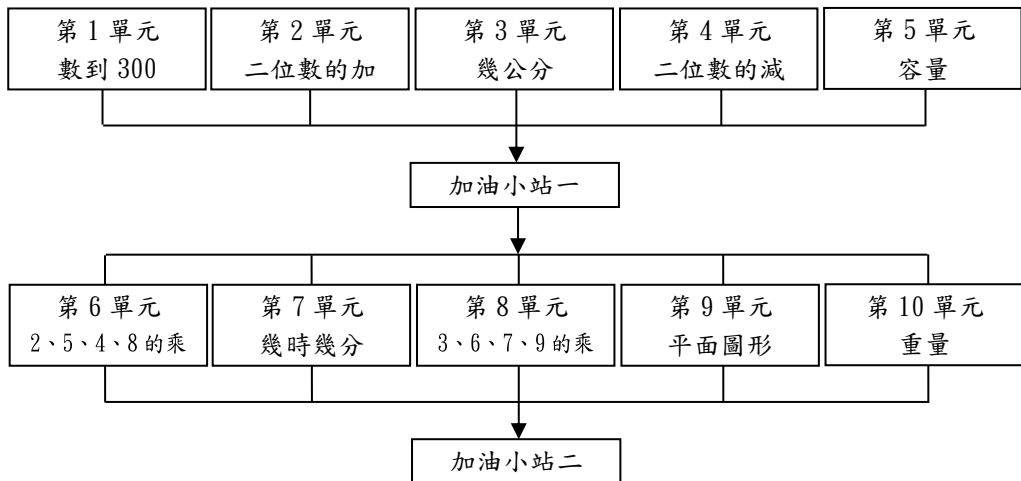 第 1 單元
數到 300
第 2 單元
二位數的加
第 3 單元
幾公分
第 4 單元
二位數的減
第 5 單元
容量
加油小站一
第 6 單元
2、5、4、8 的乘
第 7 單元
幾時幾分
第 8 單元
3、6、7、9 的乘
第 9 單元
平面圖形
第 10 單元
重量
加油小站二